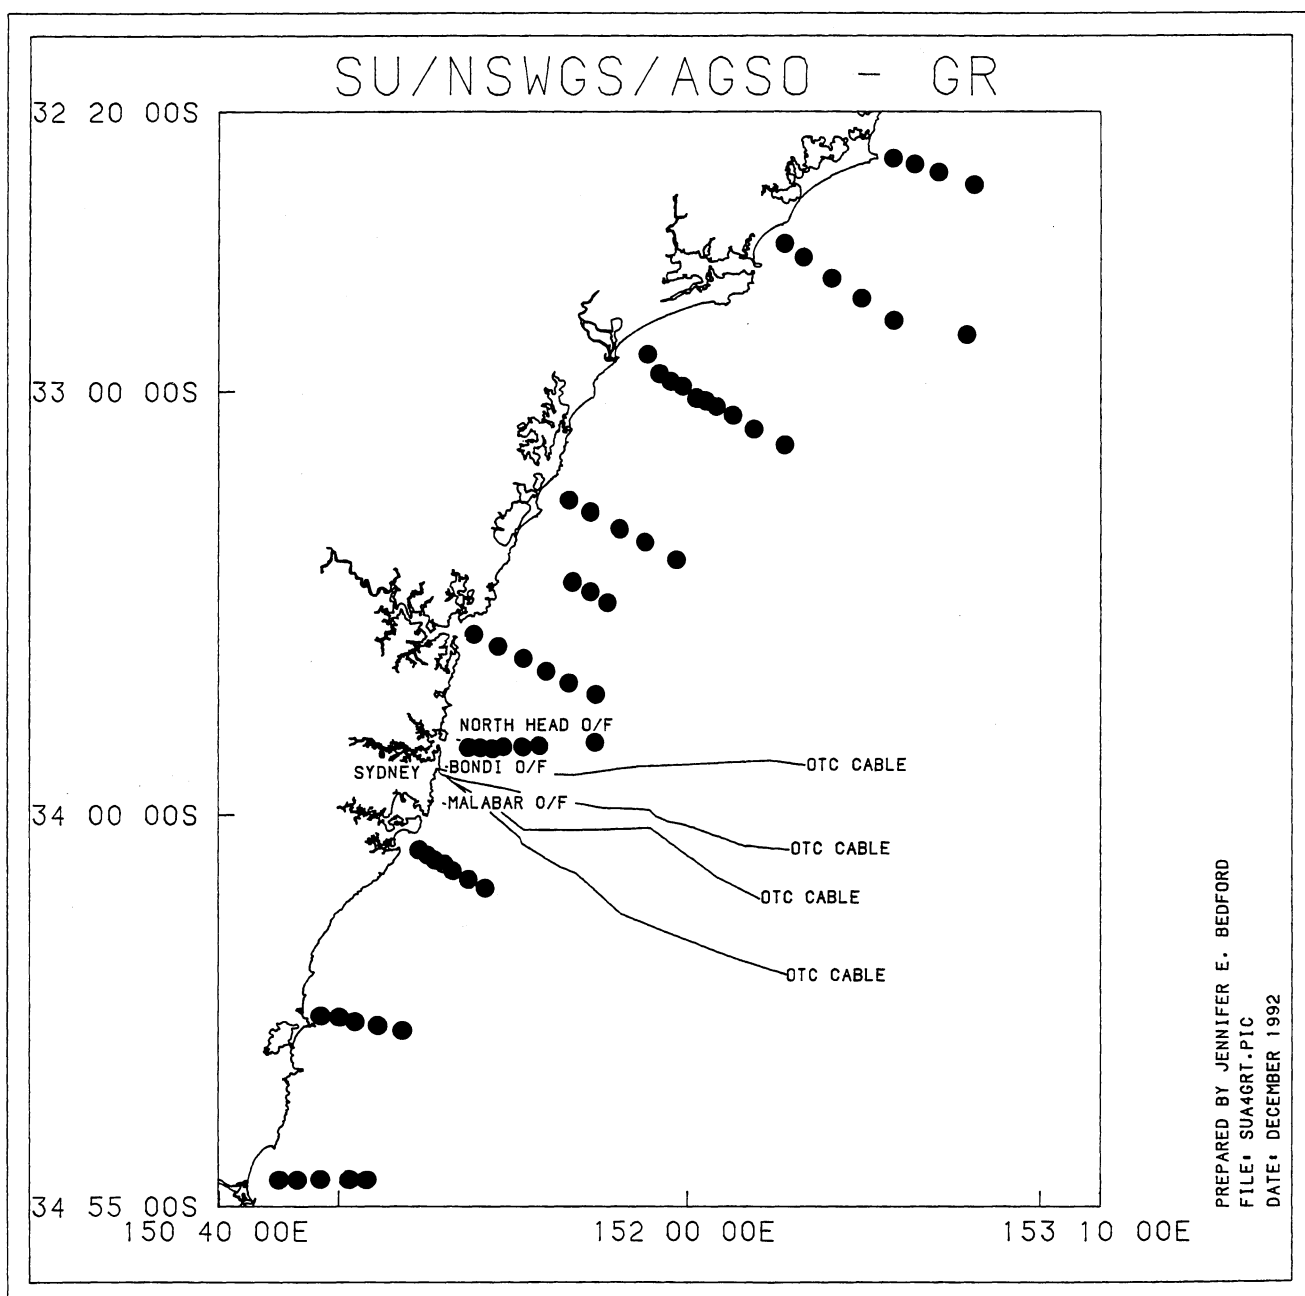 SU/NSWGS/AGSO - GR
32 20 00S
33 00 00S
NORTH HEAD O/F
SYDNEY
BONDI O/F
OTC CABLE
MALABAR O/F
34 00 00S
OTC CABLE
OTC CABLE
OTC CABLE
34 55 00S
150 40 00E
152 00 00E
153 10 00E
PREPARED BY JENNIFER E. BEDFORD
FILE: SUA4GRT.PIC
DATE: DECEMBER 1992